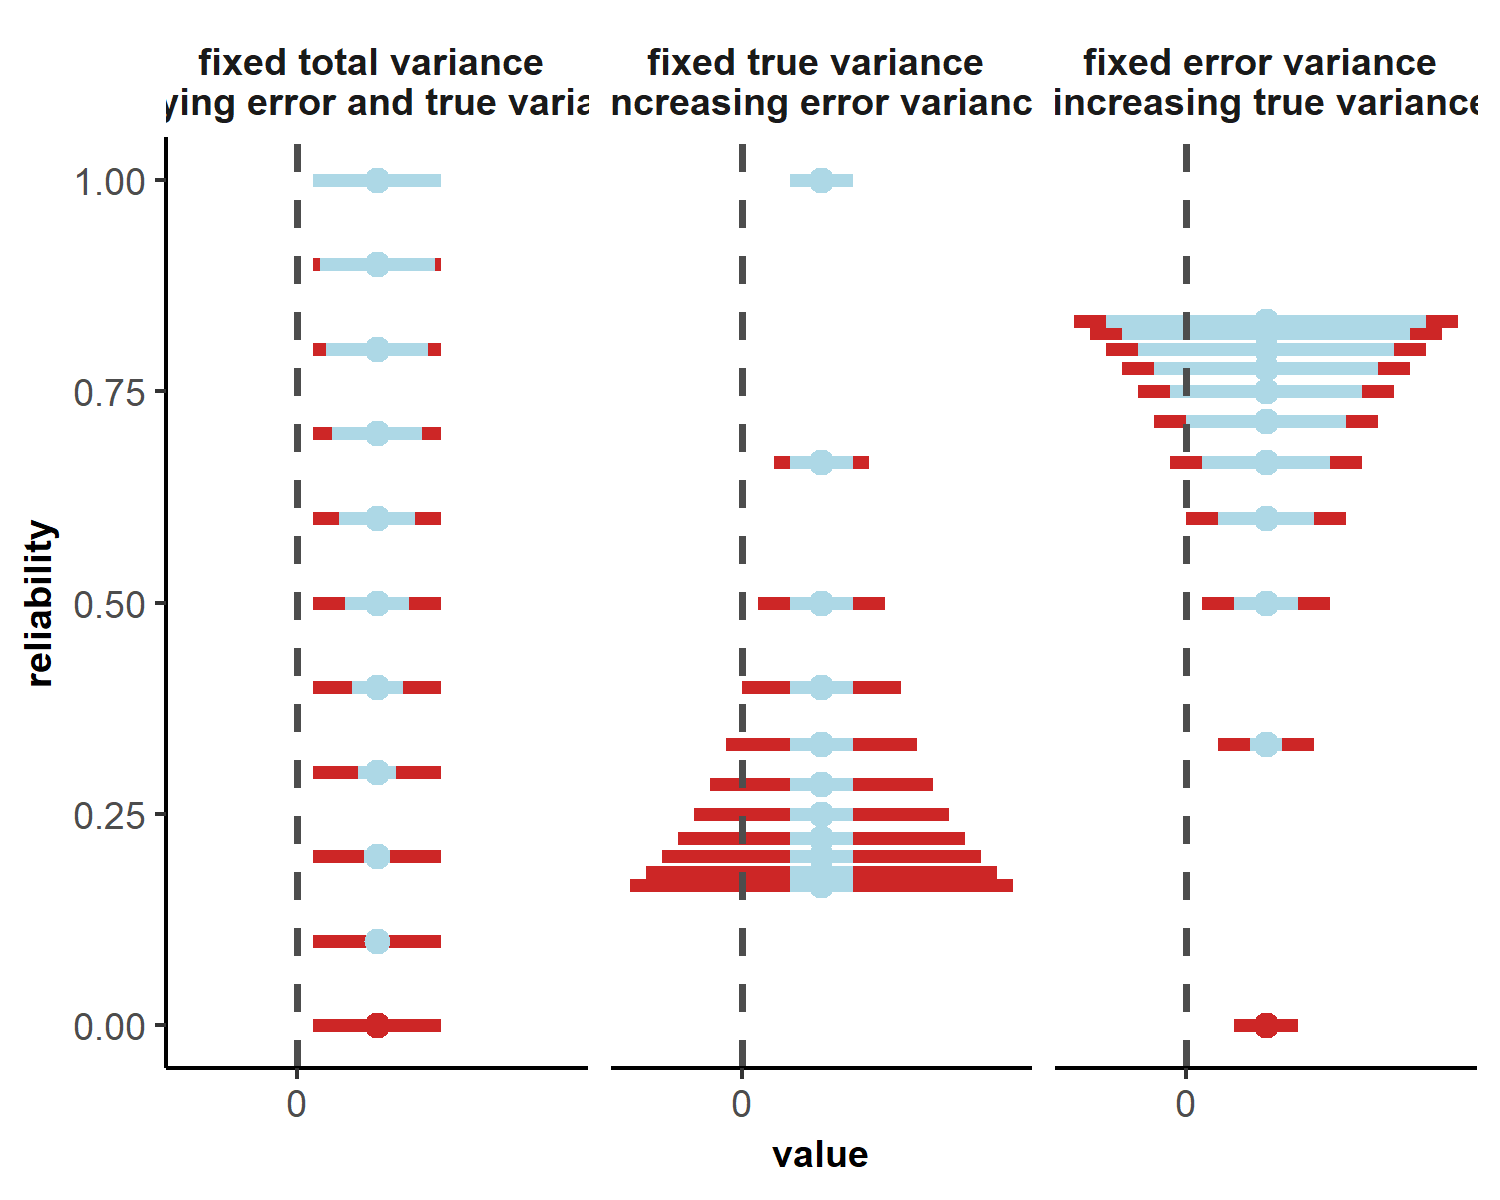 fixed total variance
ying error and true varia
fixed true variance
ncreasing error varianc
fixed error variance
increasing true variance
reliability
1.00
0.75
0.50
0.25
0.00
0
0
0
value